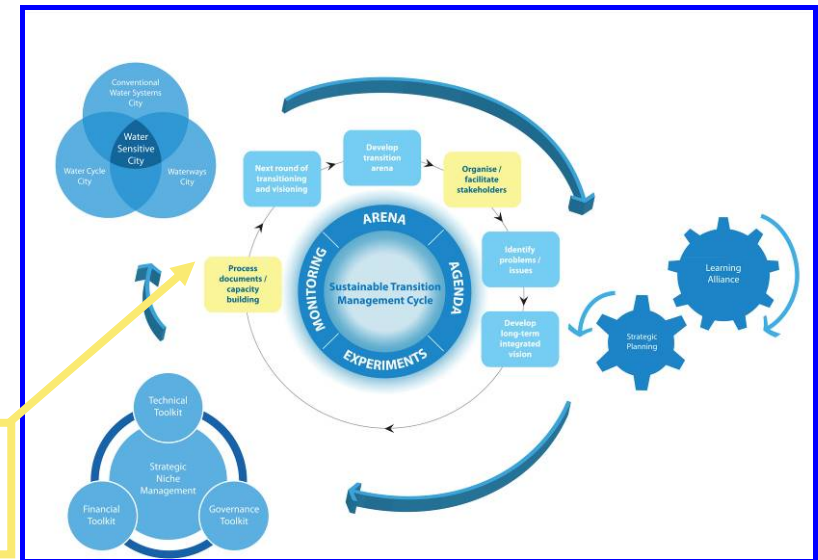 Conventional
Water Systems
City
Water
Sensitive
City
Water Cycle
City
Waterways
City
Next round of
transitioning
and visioning
Develop
transition
arena
Organise /
facilitate
stakeholders
Identify
problems /
issues
Develop
long-term
integrated
vision
Process
documents /
capacity
building
ARENA
AGENDA
EXPERIMENTS
MONITORING
Sustainable Transition
Management Cycle
Learning
Alliance
Strategic
Planning
Technical
Toolkit
Strategic
Niche
Management
Financial
Toolkit
Governance
Toolkit